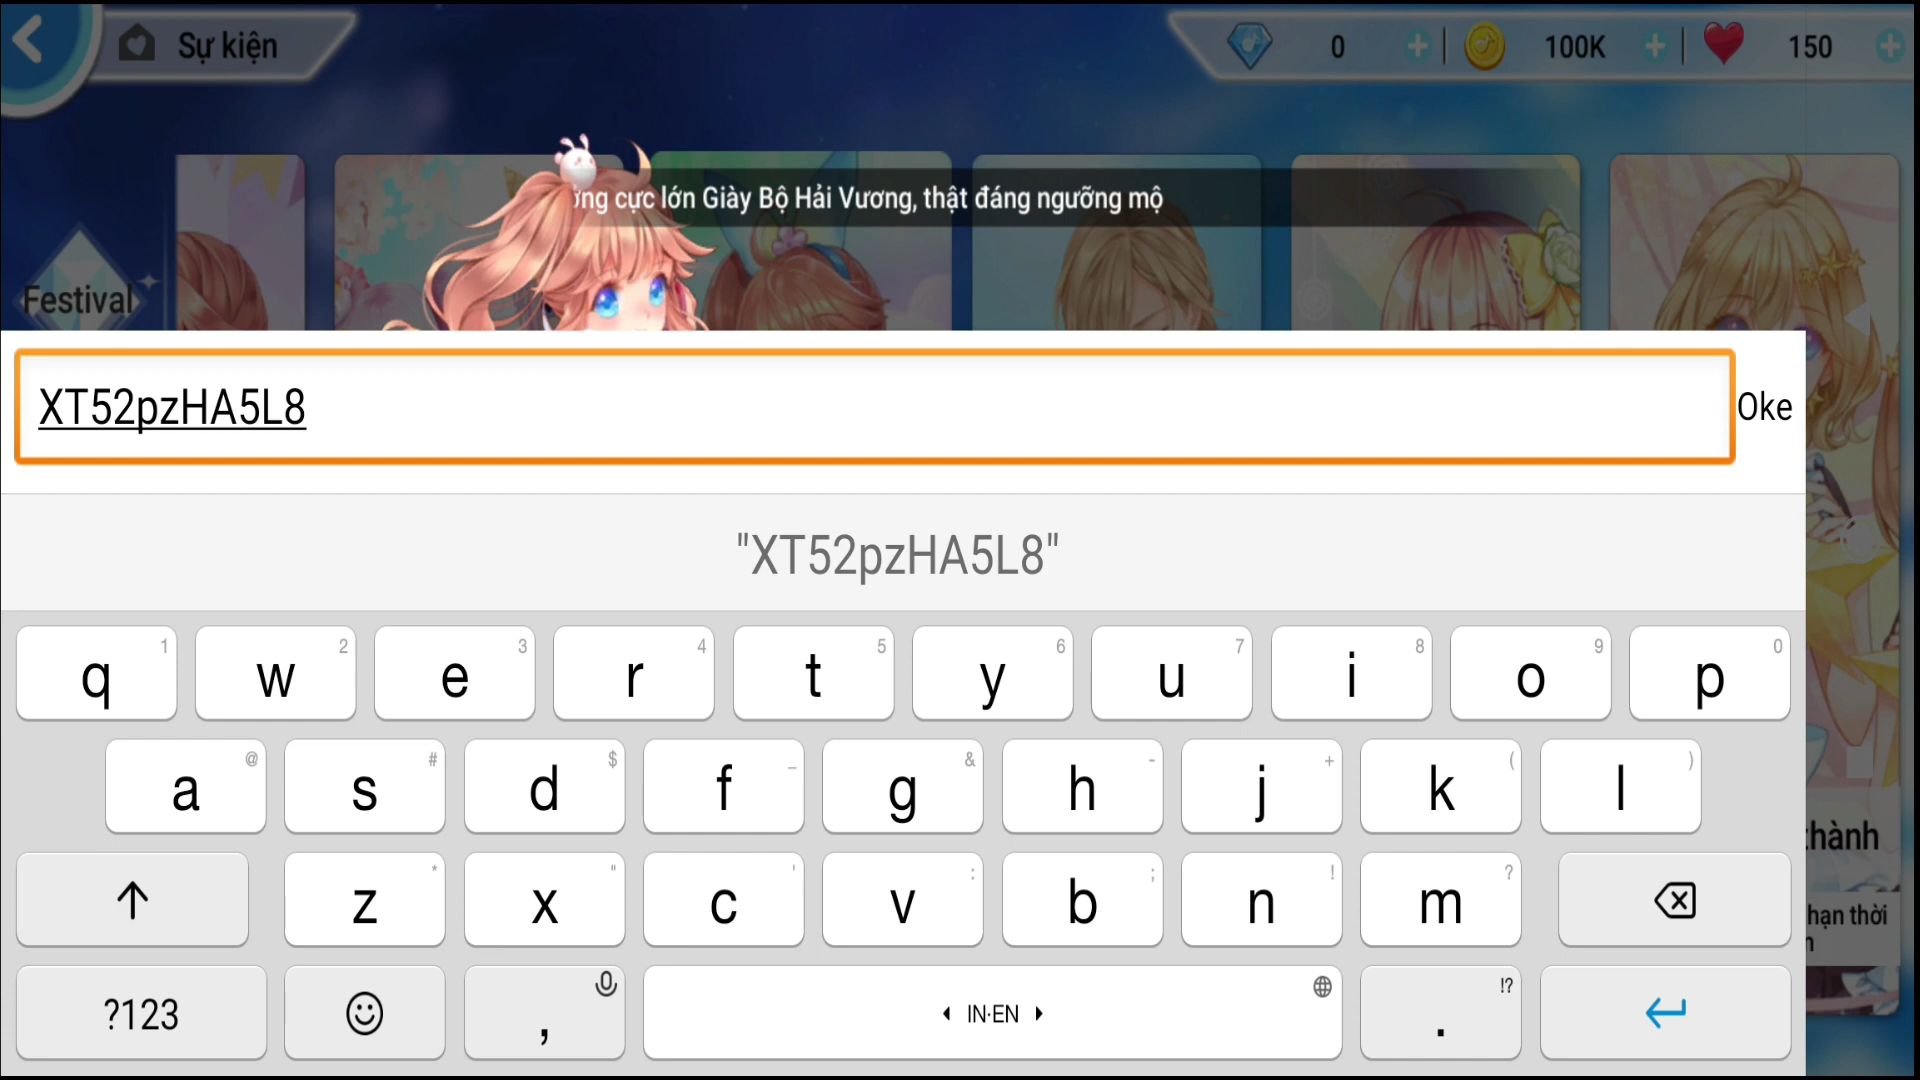 Sự kiện
0
100K
150
ờng cực lớn Giày Bộ Hải Vương, thật đáng ngưỡng mộ
Festival
XT52pzHA5L8
Oke
"XT52pzHA5L8"
q 1 w 2 e 3 r 4 t 5 y 6 u 7 i 8 o 9 p 0
a @ s # d $ f _ g & h - j + k ( l )
z * x " c ' v : b ; n ! m ?
?123 , IN·EN . !?
thành
hạn thời
n